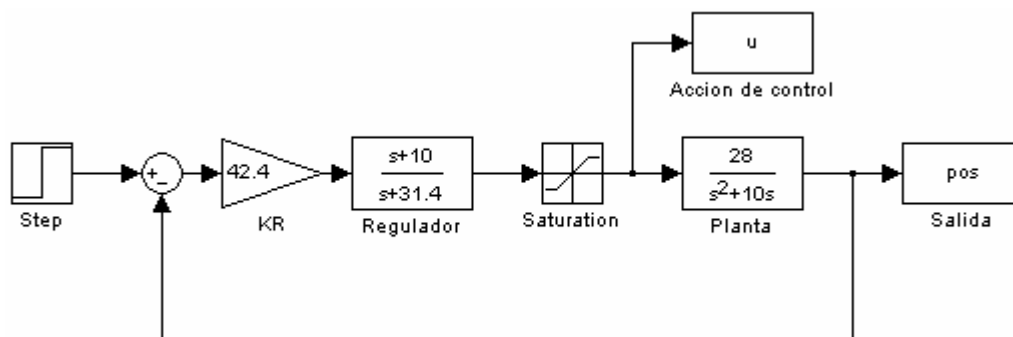 u
Accion de control
+
−
42.4
s+10
s+31.4
28
s²+10s
pos
Step
KR
Regulador
Saturation
Planta
Salida